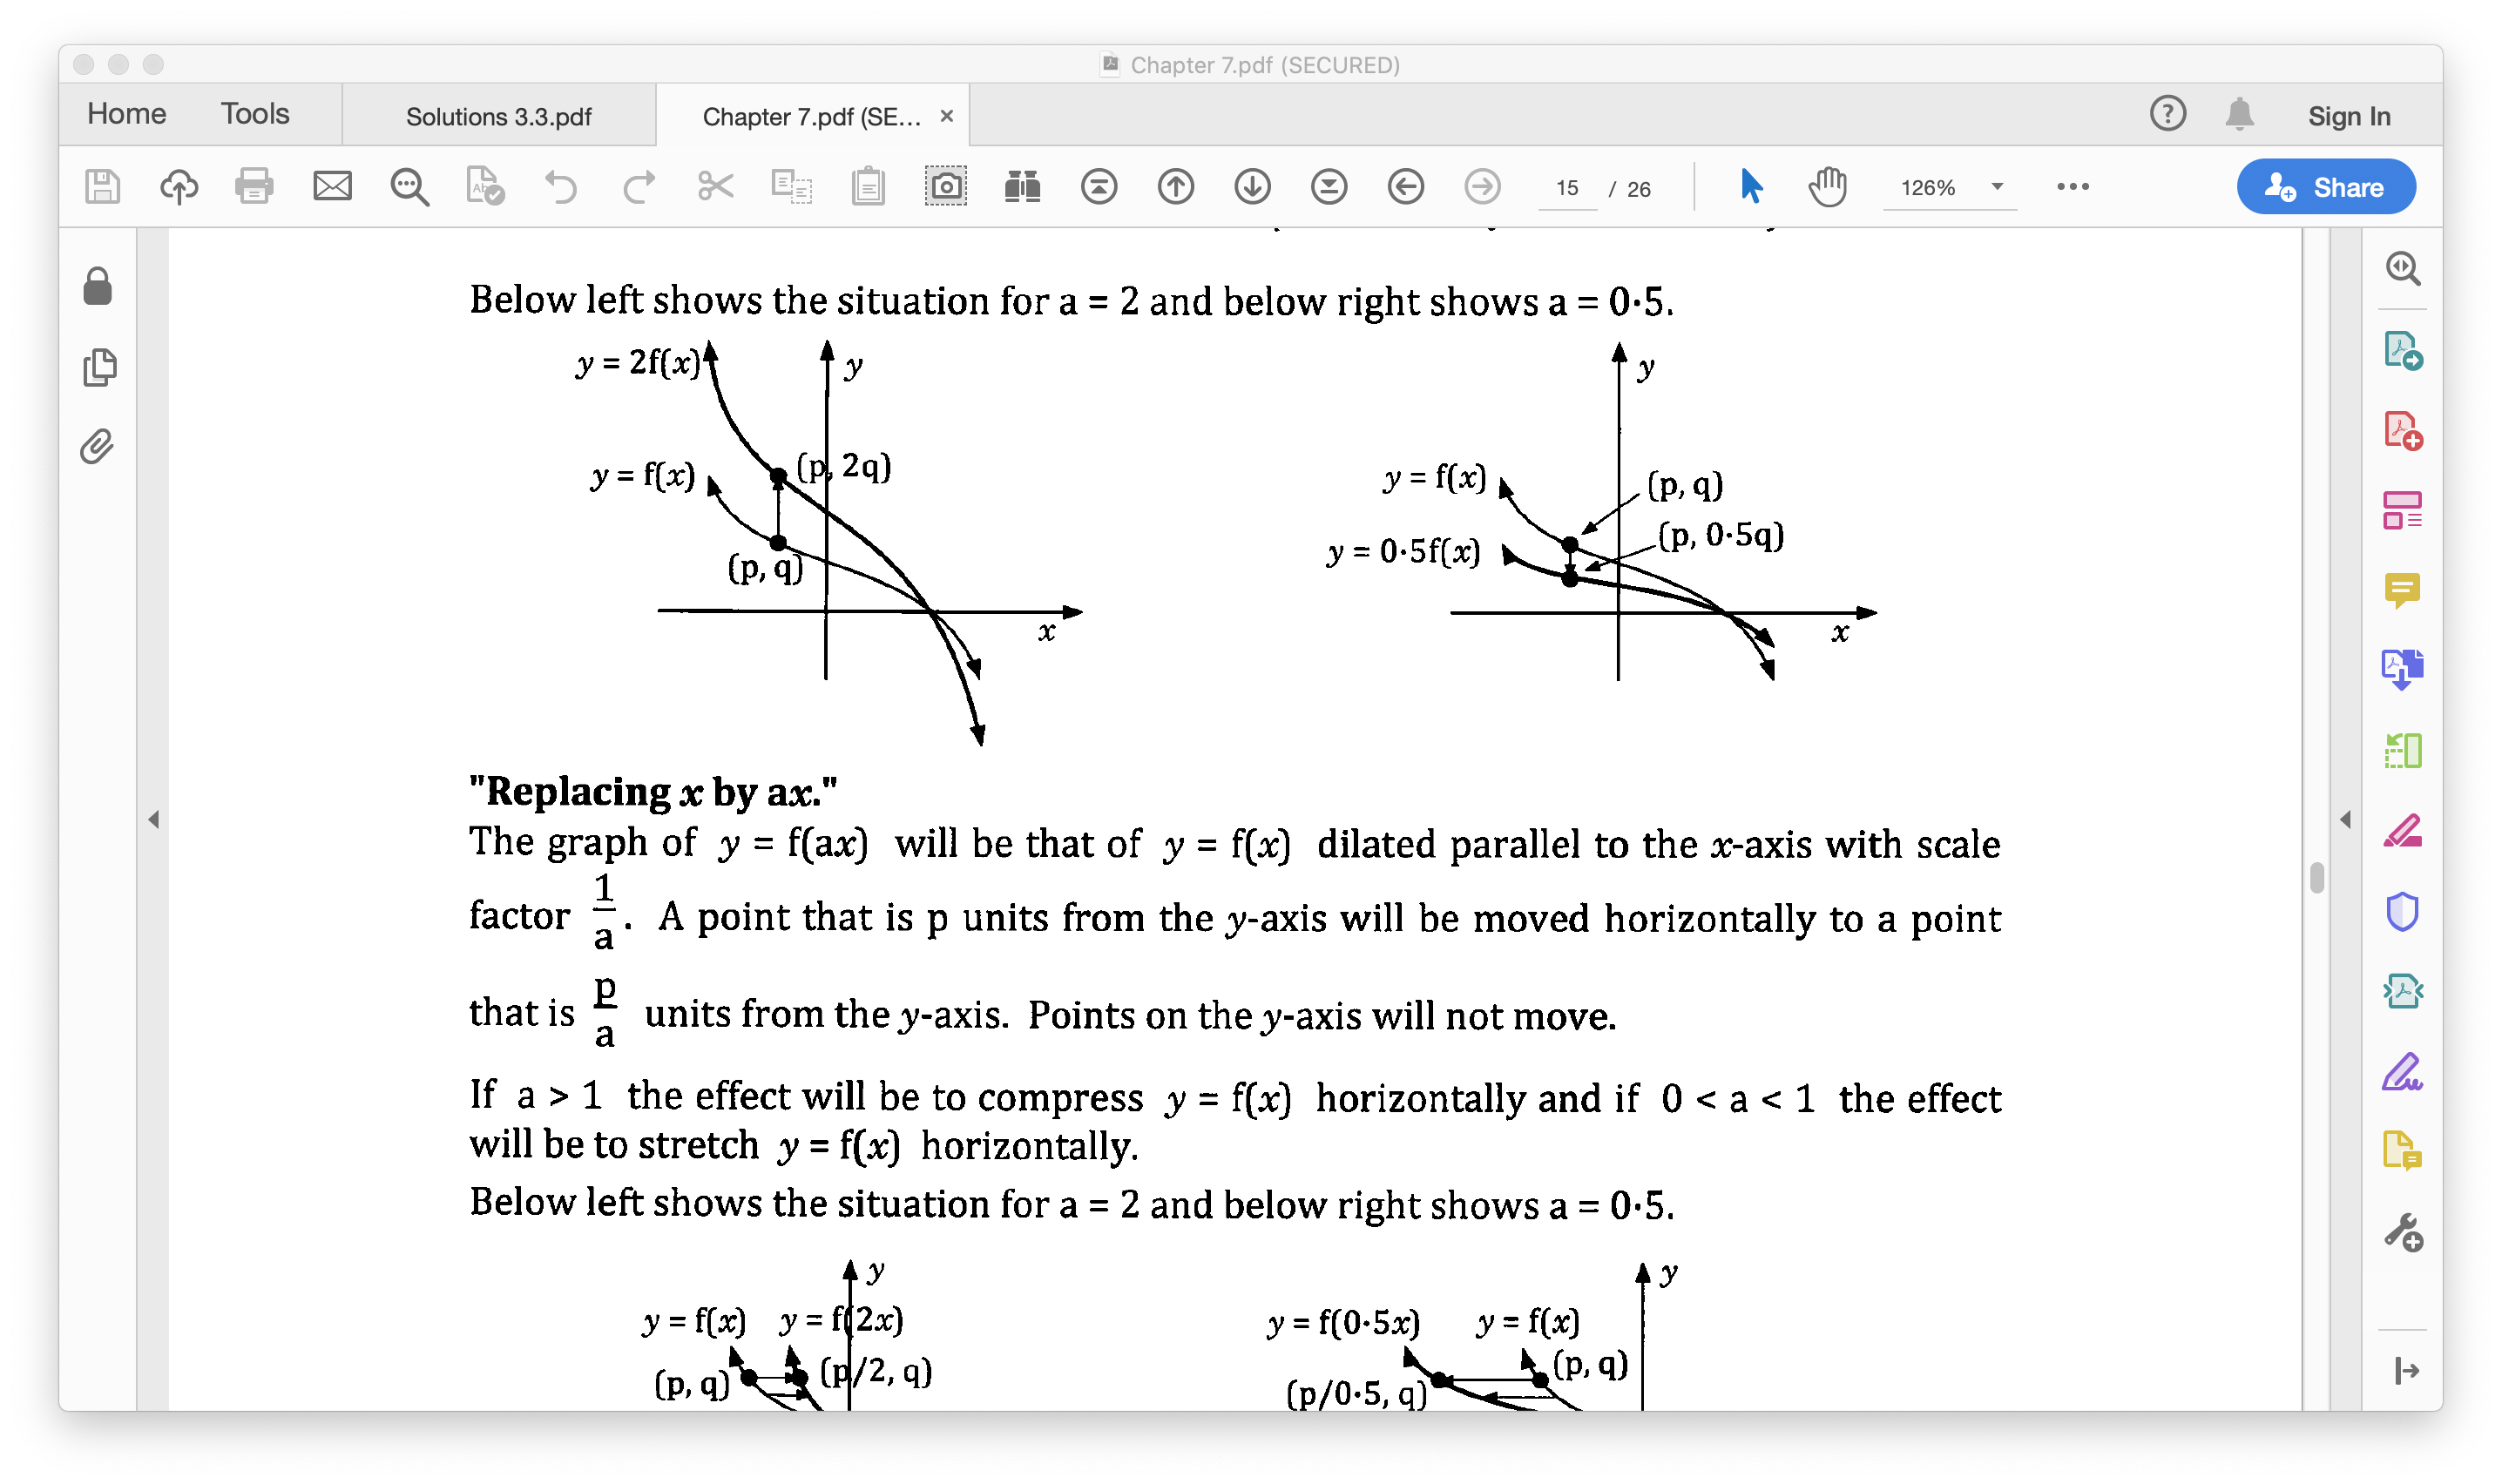 Chapter 7.pdf (SECURED)
Home Tools Solutions 3.3.pdf Chapter 7.pdf (SE... × ? Sign In
15 / 26 126% Share
Below left shows the situation for a = 2 and below right shows a = 0·5.
y = 2f(x) y
y
(p, 2q)
y = f(x)
(p, q)
x
y = f(x) (p, q)
y = 0·5f(x) (p, 0·5q)
x
"Replacing x by ax."
The graph of y = f(ax) will be that of y = f(x) dilated parallel to the x-axis with scale
factor 1/a. A point that is p units from the y-axis will be moved horizontally to a point
that is p/a units from the y-axis. Points on the y-axis will not move.
If a > 1 the effect will be to compress y = f(x) horizontally and if 0 < a < 1 the effect
will be to stretch y = f(x) horizontally.
Below left shows the situation for a = 2 and below right shows a = 0·5.
y
y = f(x) y = f(2x)
(p, q) (p/2, q)
y
y = f(0·5x) y = f(x)
(p, q)
(p/0·5, q)